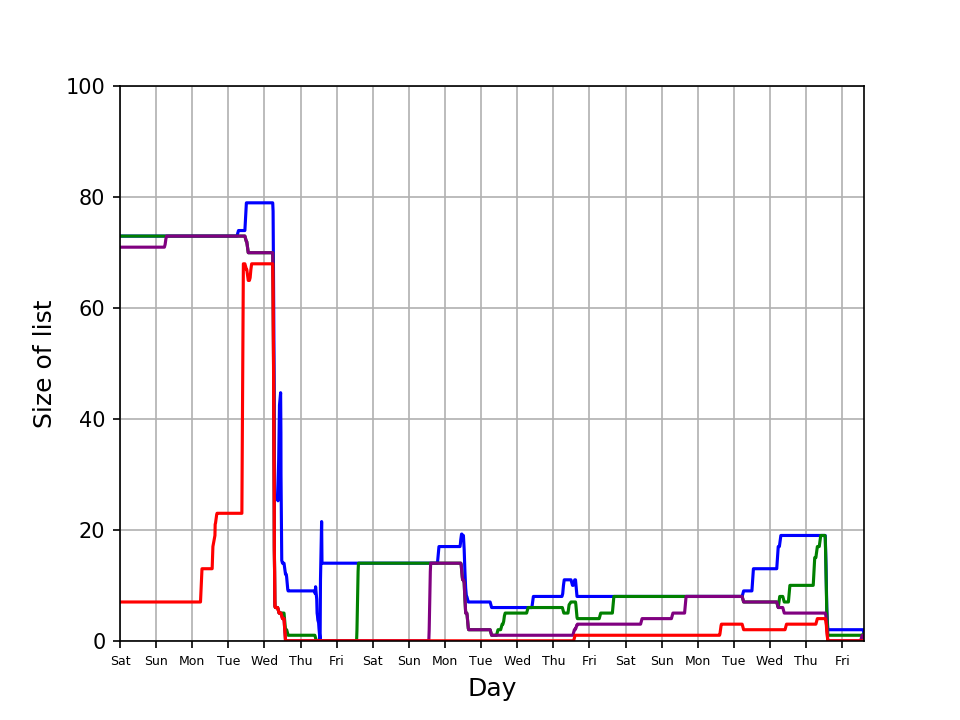 100
80
60
40
20
0
Size of list
Sat Sun Mon Tue Wed Thu Fri Sat Sun Mon Tue Wed Thu Fri Sat Sun Mon Tue Wed Thu Fri
Day